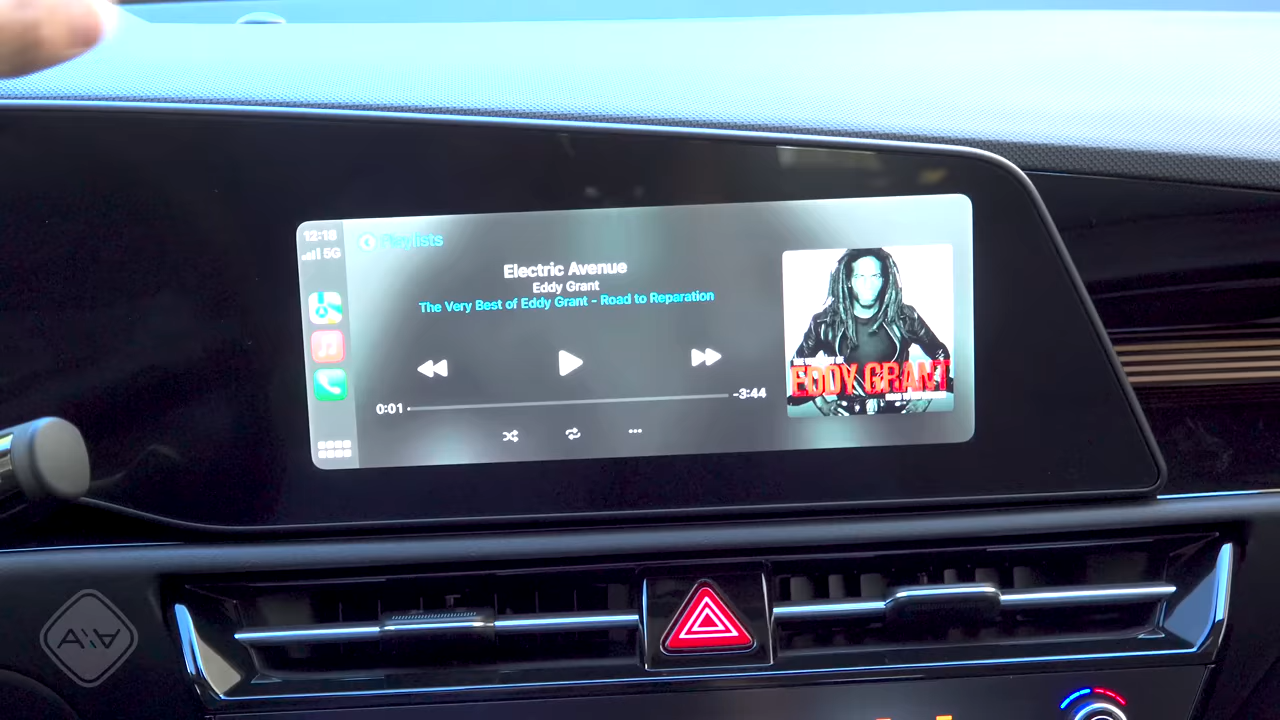 12:18
5G
Playlists
Electric Avenue
Eddy Grant
The Very Best of Eddy Grant - Road to Reparation
0:01
-3:44
EDDY GRANT